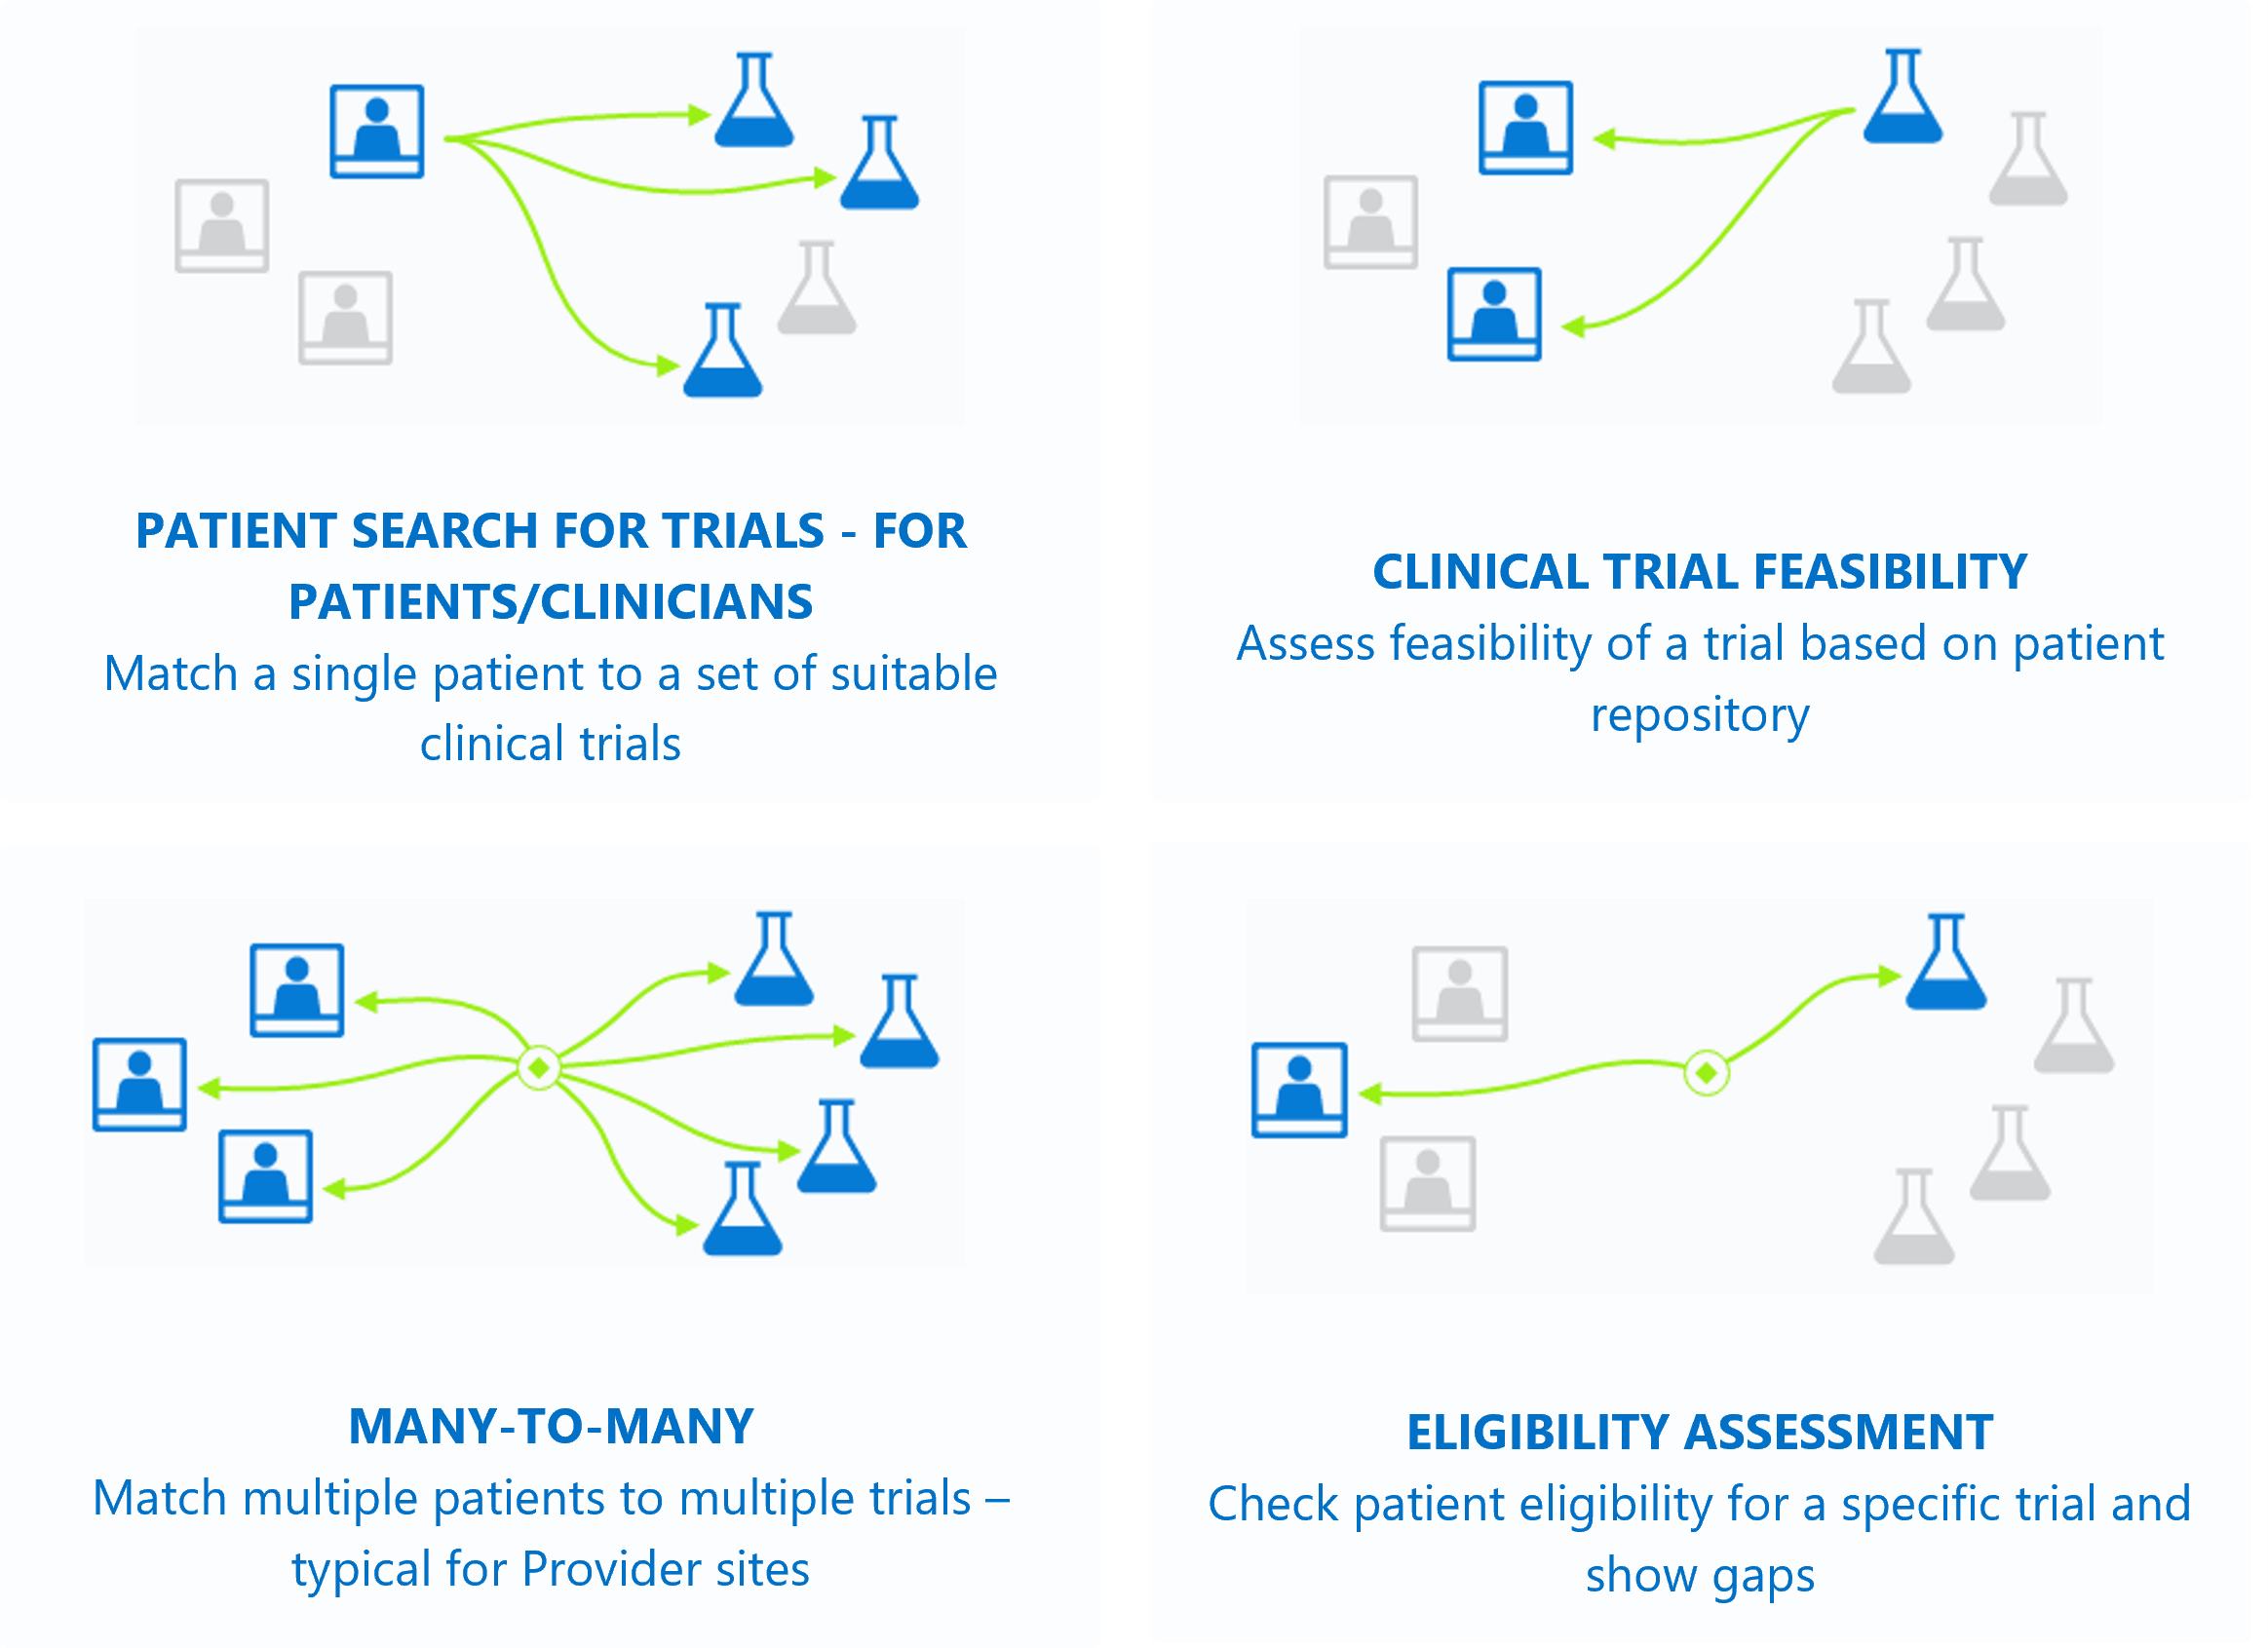 PATIENT SEARCH FOR TRIALS - FOR
PATIENTS/CLINICIANS
Match a single patient to a set of suitable
clinical trials
CLINICAL TRIAL FEASIBILITY
Assess feasibility of a trial based on patient
repository
MANY-TO-MANY
Match multiple patients to multiple trials –
typical for Provider sites
ELIGIBILITY ASSESSMENT
Check patient eligibility for a specific trial and
show gaps